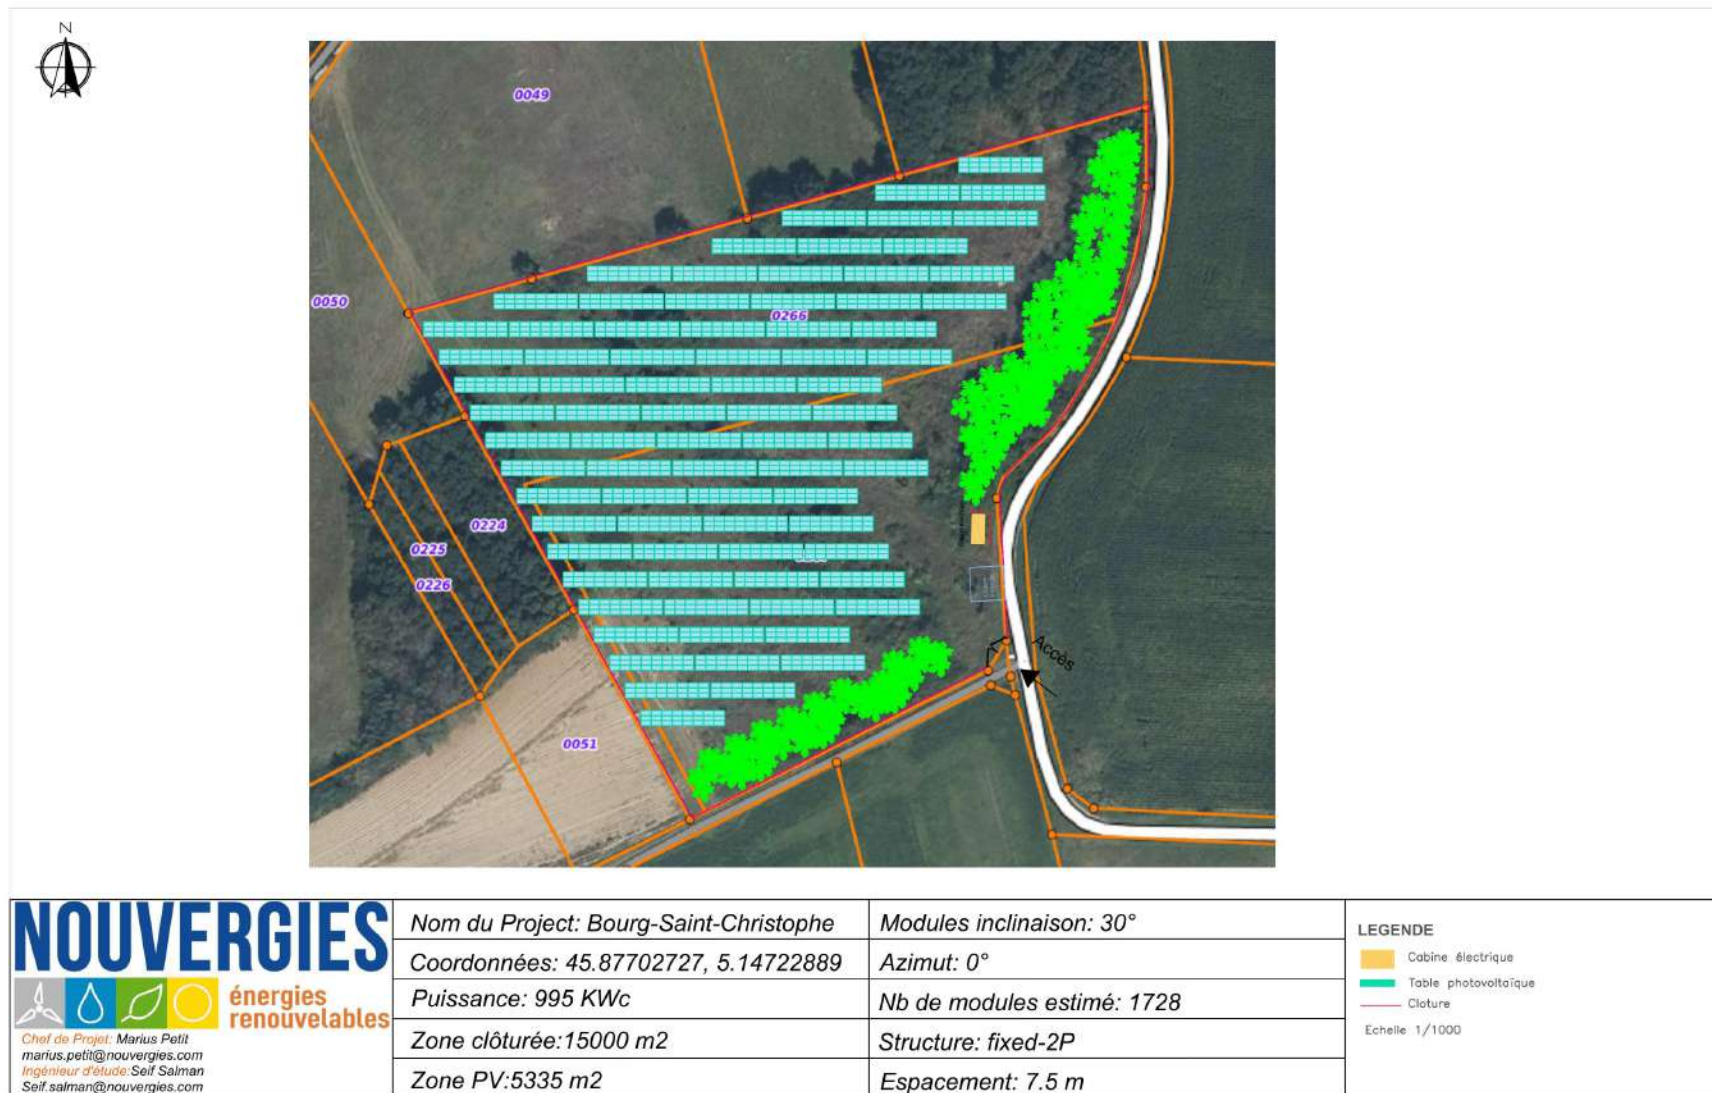 N
0049
0050
0266
0224
0225
0226
0051
Accès
NOUVERGIES
énergies
renouvelables
Chef de Projet: Marius Petit
marius.petit@nouvergies.com
Ingénieur d'étude:Seif Salman
Seif.salman@nouvergies.com
Nom du Project: Bourg-Saint-Christophe
Coordonnées: 45.87702727, 5.14722889
Puissance: 995 KWc
Zone clôturée:15000 m2
Zone PV:5335 m2
Modules inclinaison: 30°
Azimut: 0°
Nb de modules estimé: 1728
Structure: fixed-2P
Espacement: 7.5 m
LEGENDE
Cabine électrique
Table photovoltaïque
Cloture
Echelle 1/1000